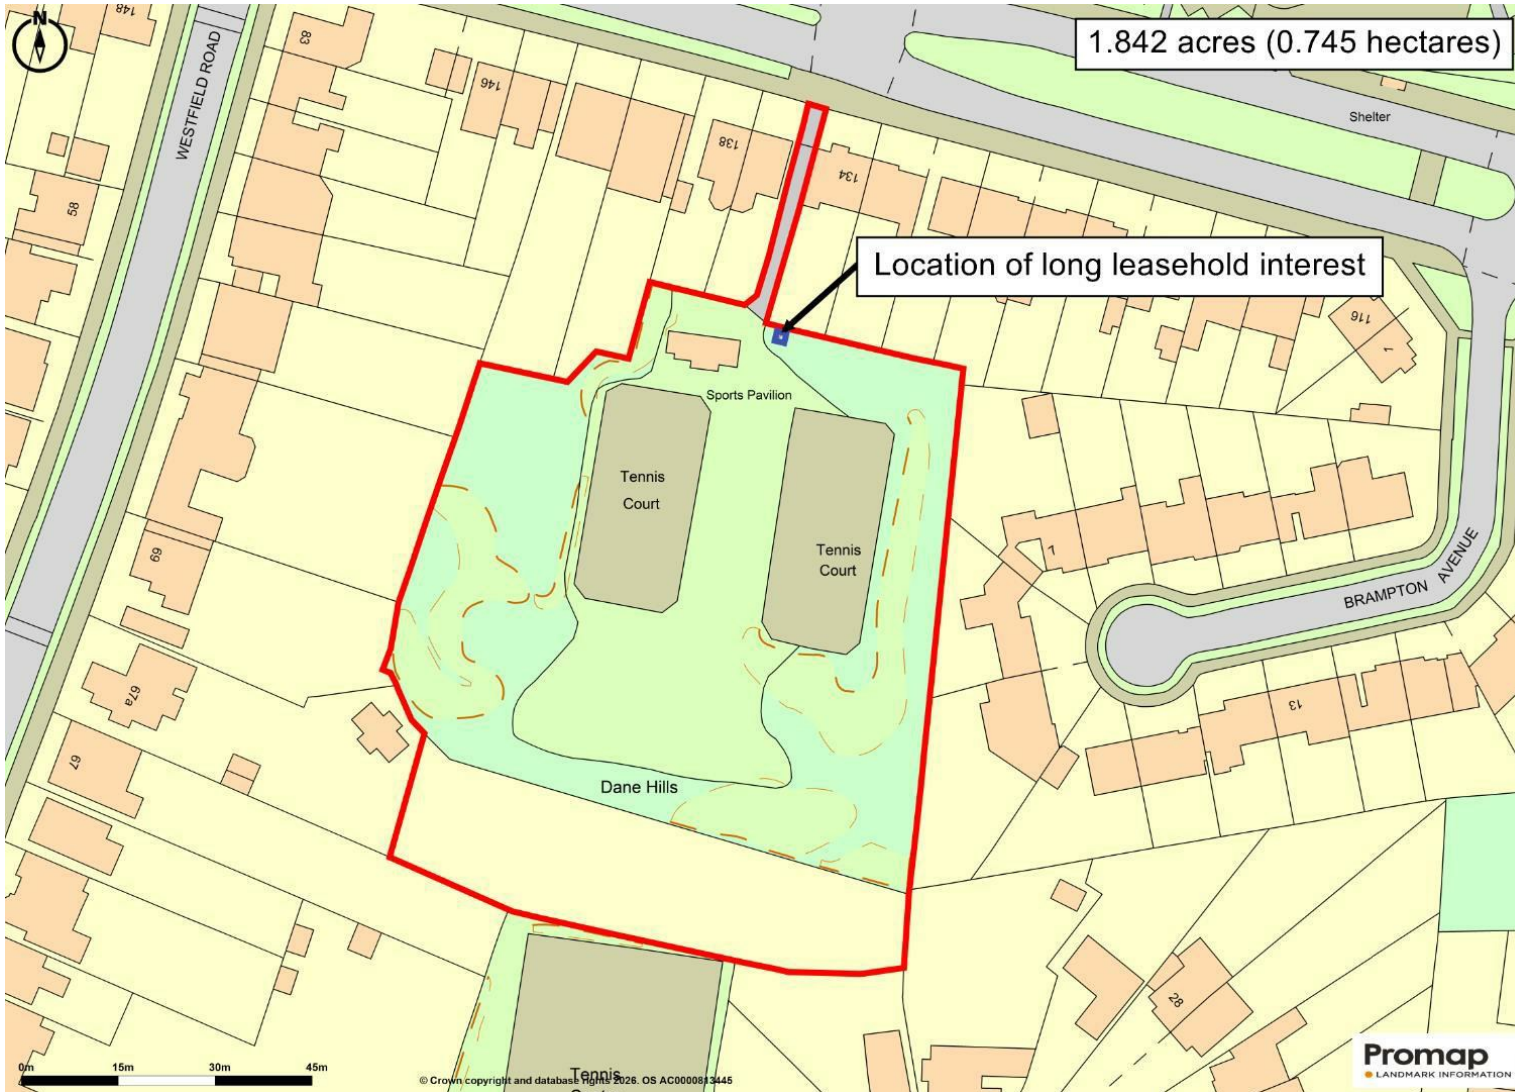 N
148
83
146
138
134
1.842 acres (0.745 hectares)
Shelter
WESTFIELD ROAD
58
Location of long leasehold interest
116
1
Sports Pavilion
Tennis
Court
Tennis
Court
7
69
BRAMPTON AVENUE
67a
13
67
Dane Hills
28
Tennis
0m 15m 30m 45m
© Crown copyright and database rights 2026. OS AC0000813445
Promap
LANDMARK INFORMATION